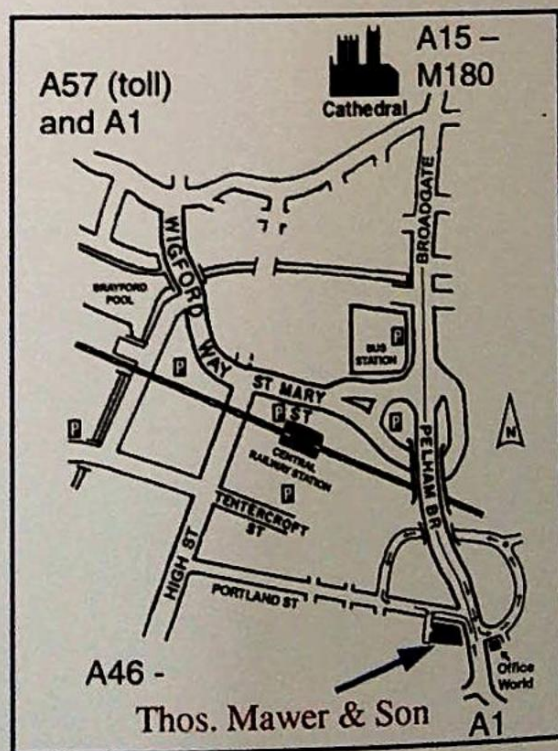 A15 –
M180
Cathedral
A57 (toll)
and A1
BROADGATE
WIGFORD
WAY
BRAYFORD
POOL
P
BUS
STATION
P
ST MARY
ST
P
P
CENTRAL
RAILWAY STATION
P
P
PELHAM BR
N
TENTERCROFT
ST
HIGH ST
PORTLAND ST
Office
World
A46 -
Thos. Mawer & Son
A1